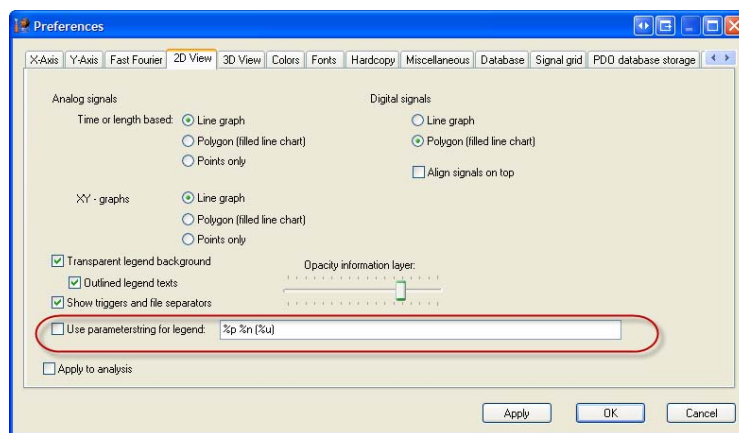 Preferences
X-Axis Y-Axis Fast Fourier 2D View 3D View Colors Fonts Hardcopy Miscellaneous Database Signal grid PDO database storage
Analog signals Digital signals
Time or length based: Line graph Line graph
Polygon (filled line chart) Polygon (filled line chart)
Points only
Align signals on top
XY - graphs Line graph
Polygon (filled line chart)
Points only
Transparent legend background Opacity information layer:
Outlined legend texts
Show triggers and file separators
Use parameterstring for legend: %p %n (%u)
Apply to analysis
Apply OK Cancel